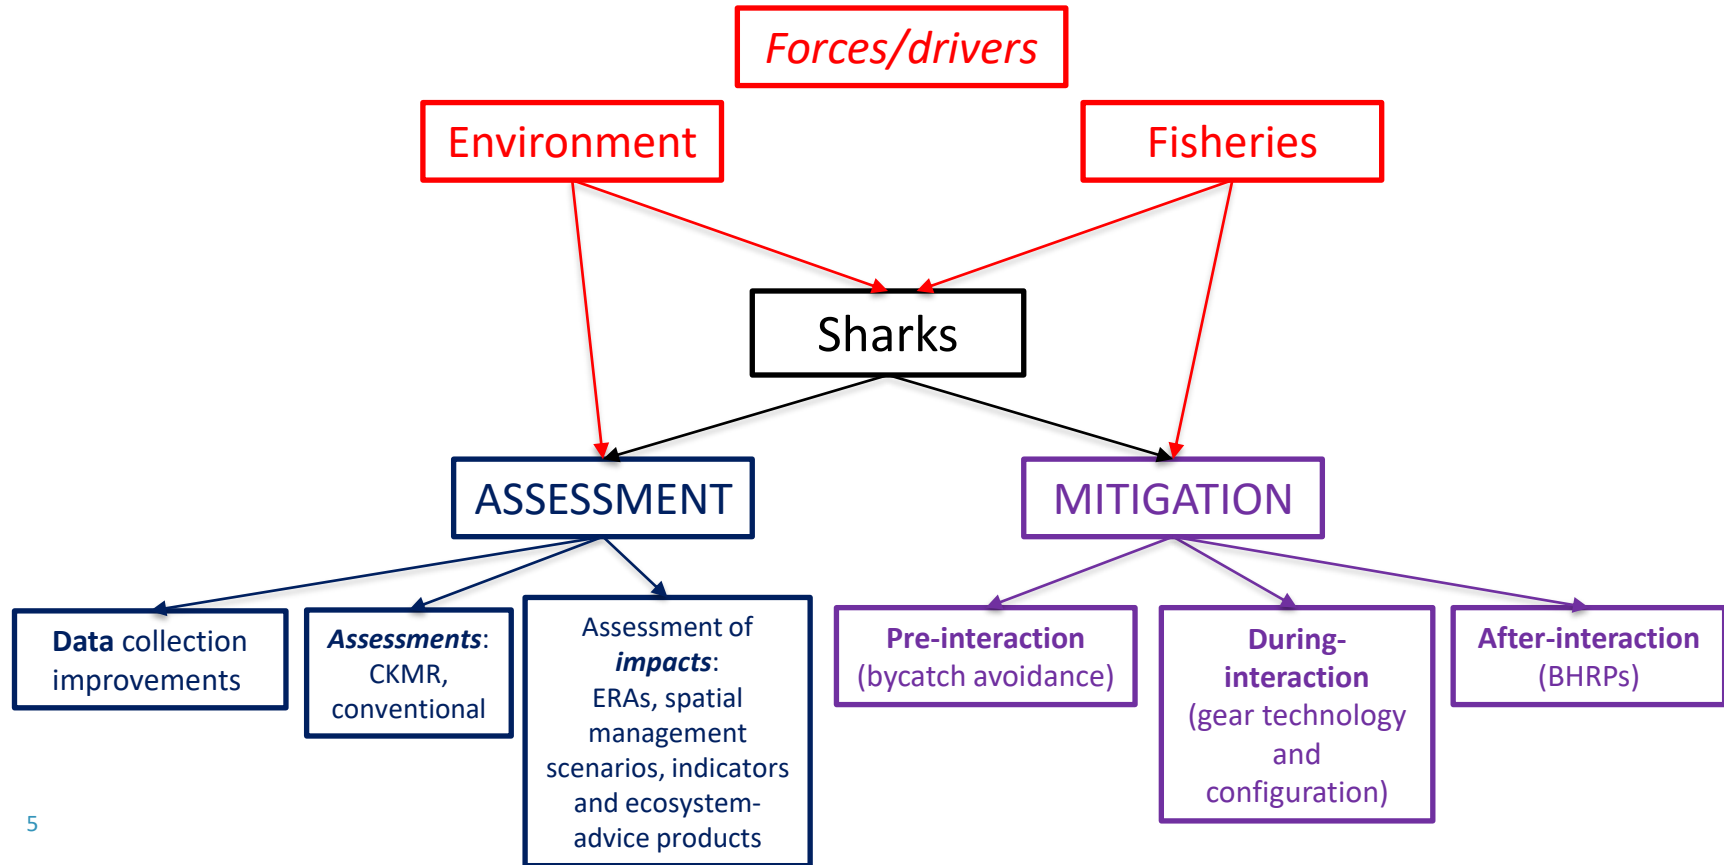 Forces/drivers
Environment
Fisheries
Sharks
ASSESSMENT
MITIGATION
Data collection
improvements
Assessments:
CKMR,
conventional
Assessment of
impacts:
ERAs, spatial
management
scenarios, indicators
and ecosystem-
advice products
Pre-interaction
(bycatch avoidance)
During-
interaction
(gear technology
and
configuration)
After-interaction
(BHRPs)
5